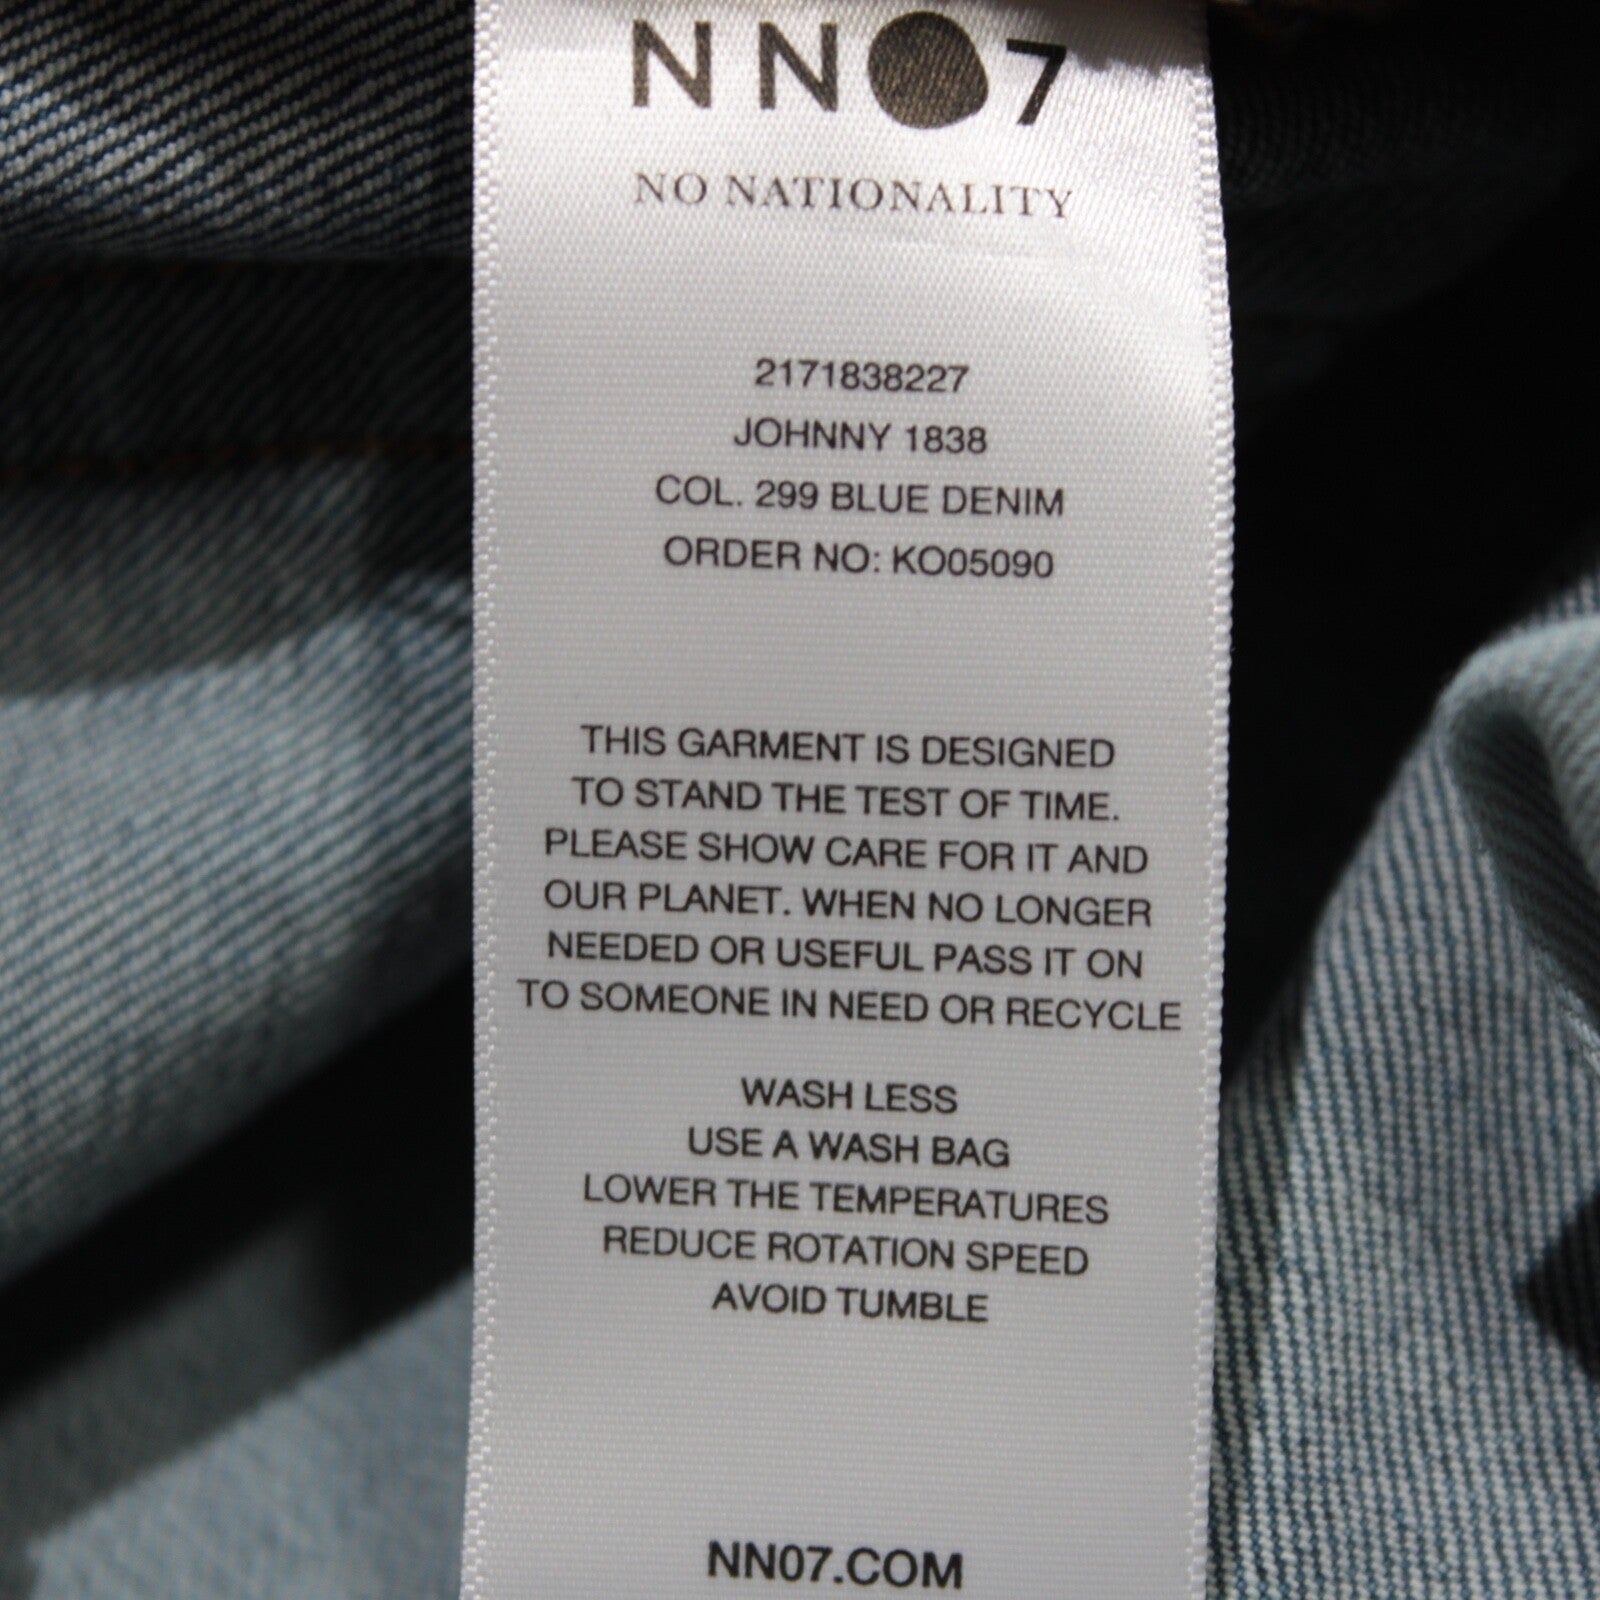 NN●7
NO NATIONALITY
2171838227
JOHNNY 1838
COL. 299 BLUE DENIM
ORDER NO: KO05090
THIS GARMENT IS DESIGNED
TO STAND THE TEST OF TIME.
PLEASE SHOW CARE FOR IT AND
OUR PLANET. WHEN NO LONGER
NEEDED OR USEFUL PASS IT ON
TO SOMEONE IN NEED OR RECYCLE
WASH LESS
USE A WASH BAG
LOWER THE TEMPERATURES
REDUCE ROTATION SPEED
AVOID TUMBLE
NN07.COM